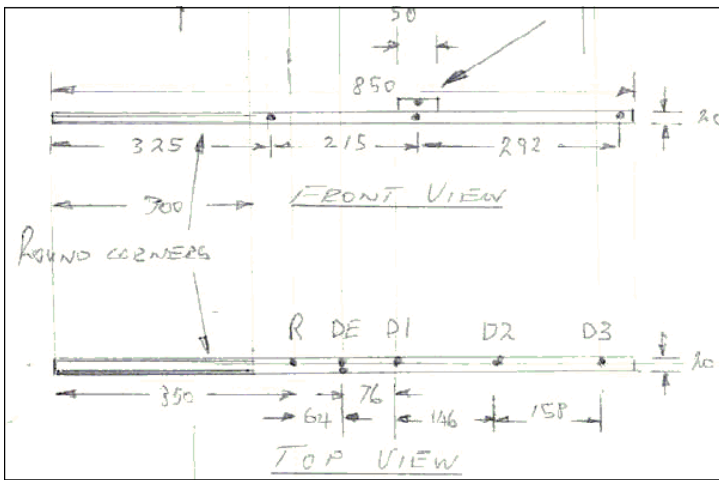 50
850
20
325 215 292
300 FRONT VIEW
ROUND CORNERS
R DE D1 D2 D3
20
350 76
64 146 158
TOP VIEW